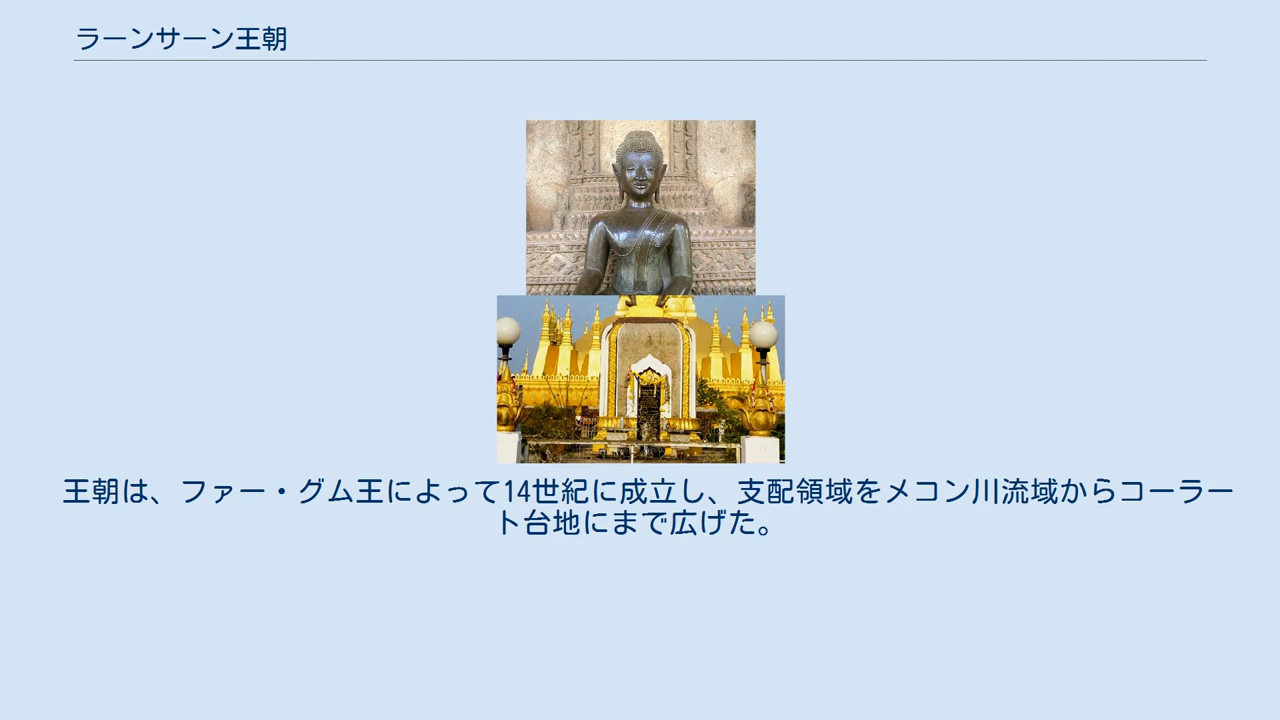 ラーンサーン王朝
王朝は、ファー・グム王によって14世紀に成立し、支配領域をメコン川流域からコーラー
ト台地にまで広げた。